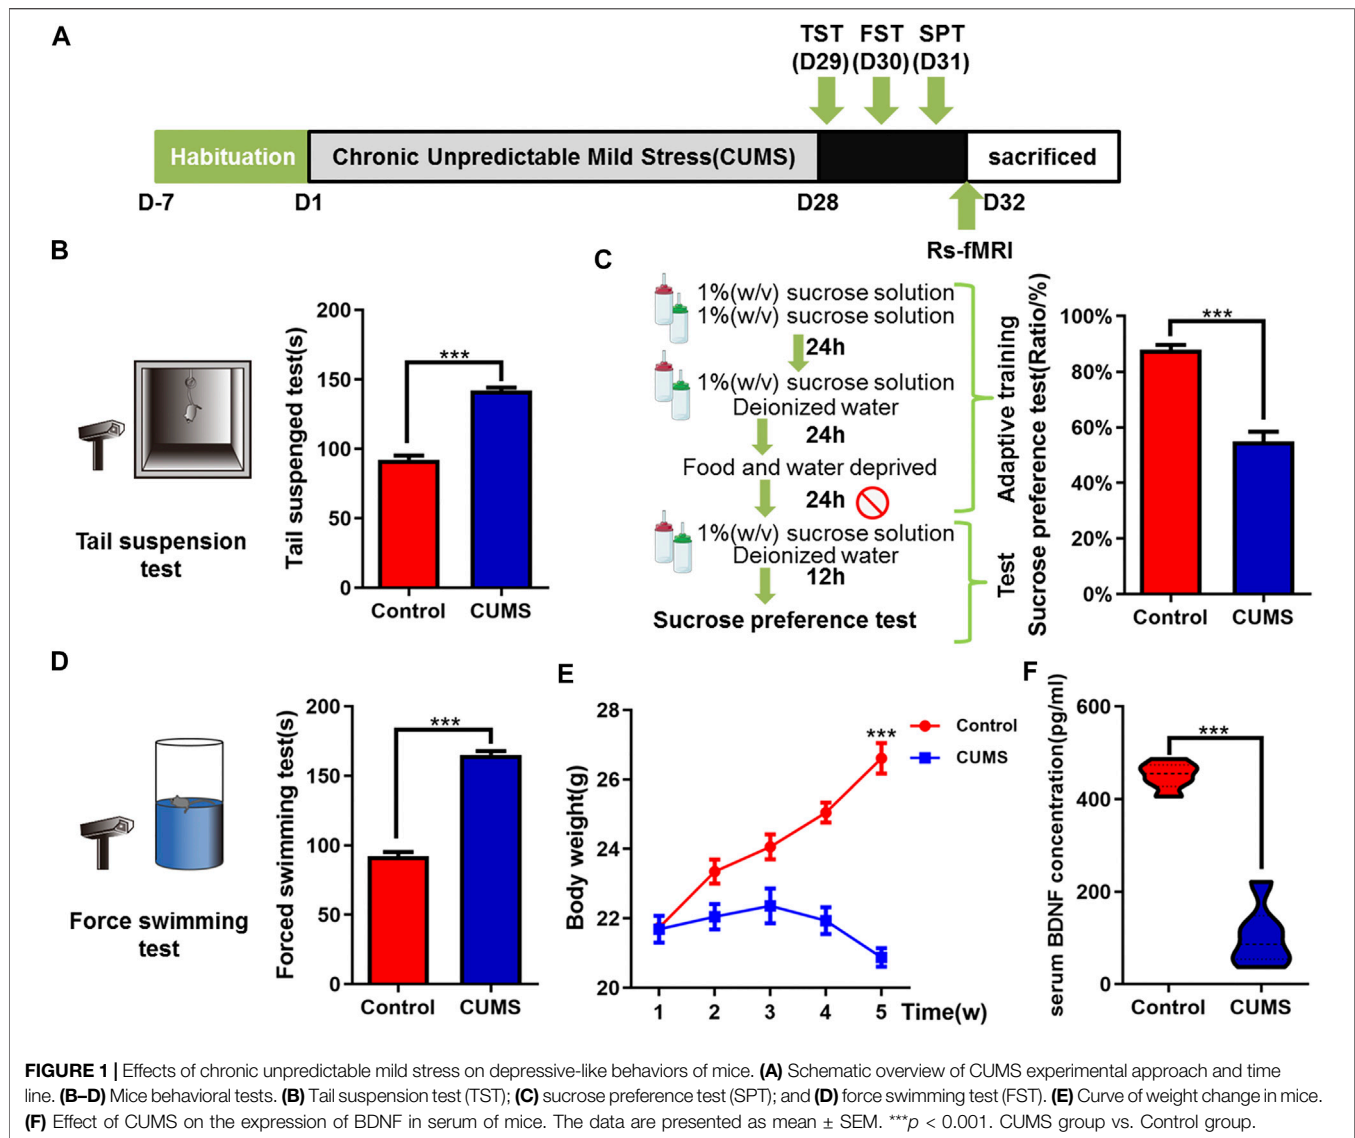 A
TST FST SPT
(D29) (D30) (D31)
Habituation
Chronic Unpredictable Mild Stress(CUMS)
sacrificed
D-7 D1 D28 D32
Rs-fMRI
B
Tail suspension
test
Tail suspenged test(s)
200
150
100
50
0
***
Control CUMS
C
1%(w/v) sucrose solution
1%(w/v) sucrose solution
24h
1%(w/v) sucrose solution
Deionized water
24h
Food and water deprived
24h
1%(w/v) sucrose solution
Deionized water
12h
Sucrose preference test
Adaptive training
Test
Sucrose preference test(Ratio/%)
100%
80%
60%
40%
20%
0%
***
Control CUMS
D
Force swimming
test
Forced swimming test(s)
200
150
100
50
0
***
Control CUMS
E
Body weight(g)
28
26
24
22
20
***
Control
CUMS
1 2 3 4 5 Time(w)
F
serum BDNF concentration(pg/ml)
600
400
200
0
***
Control CUMS
FIGURE 1 | Effects of chronic unpredictable mild stress on depressive-like behaviors of mice. (A) Schematic overview of CUMS experimental approach and time
line. (B–D) Mice behavioral tests. (B) Tail suspension test (TST); (C) sucrose preference test (SPT); and (D) force swimming test (FST). (E) Curve of weight change in mice.
(F) Effect of CUMS on the expression of BDNF in serum of mice. The data are presented as mean ± SEM. ***p < 0.001. CUMS group vs. Control group.